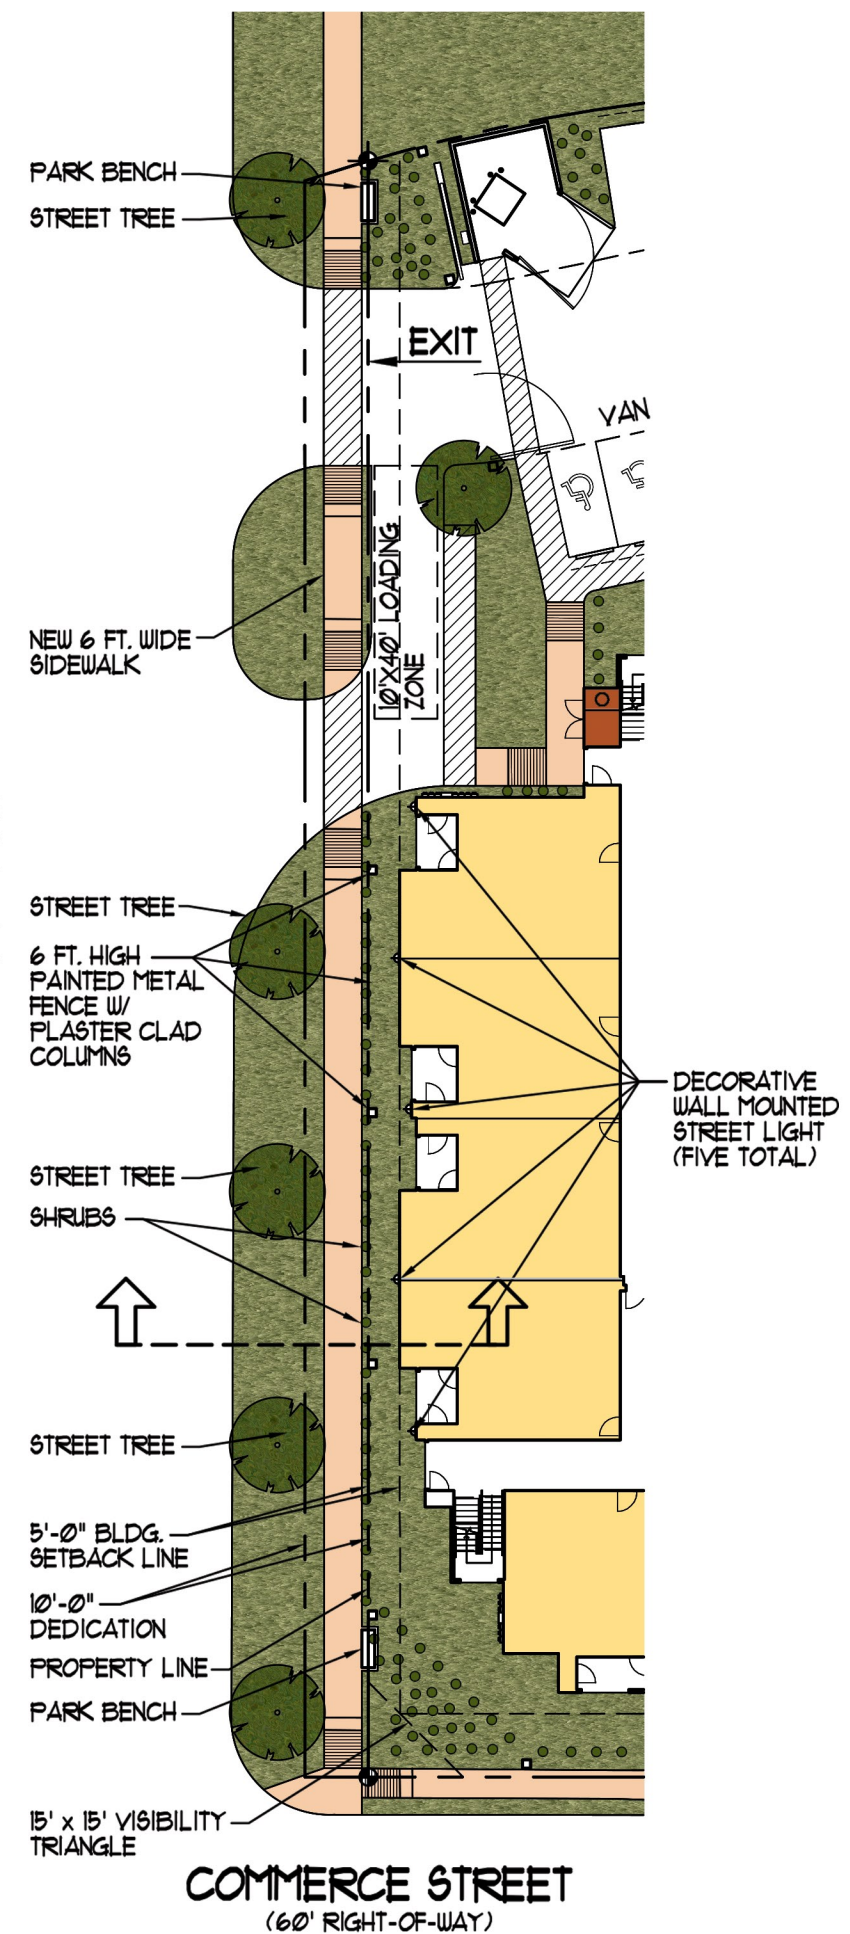 PARK BENCH
STREET TREE
EXIT
VAN
10'X40' LOADING
ZONE
NEW 6 FT. WIDE
SIDEWALK
STREET TREE
6 FT. HIGH
PAINTED METAL
FENCE W/
PLASTER CLAD
COLUMNS
DECORATIVE
WALL MOUNTED
STREET LIGHT
(FIVE TOTAL)
STREET TREE
SHRUBS
STREET TREE
5'-0" BLDG.
SETBACK LINE
10'-0"
DEDICATION
PROPERTY LINE
PARK BENCH
15' x 15' VISIBILITY
TRIANGLE
COMMERCE STREET
(60' RIGHT-OF-WAY)